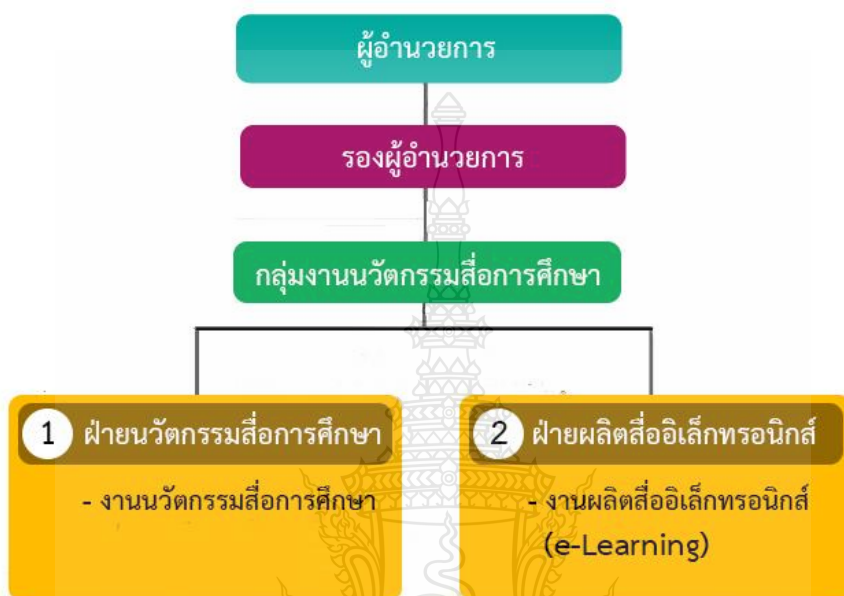 ผู้อำนวยการ
รองผู้อำนวยการ
กลุ่มงานนวัตกรรมสื่อการศึกษา
1 ฝ่ายนวัตกรรมสื่อการศึกษา
- งานนวัตกรรมสื่อการศึกษา
2 ฝ่ายผลิตสื่ออิเล็กทรอนิกส์
- งานผลิตสื่ออิเล็กทรอนิกส์
(e-Learning)